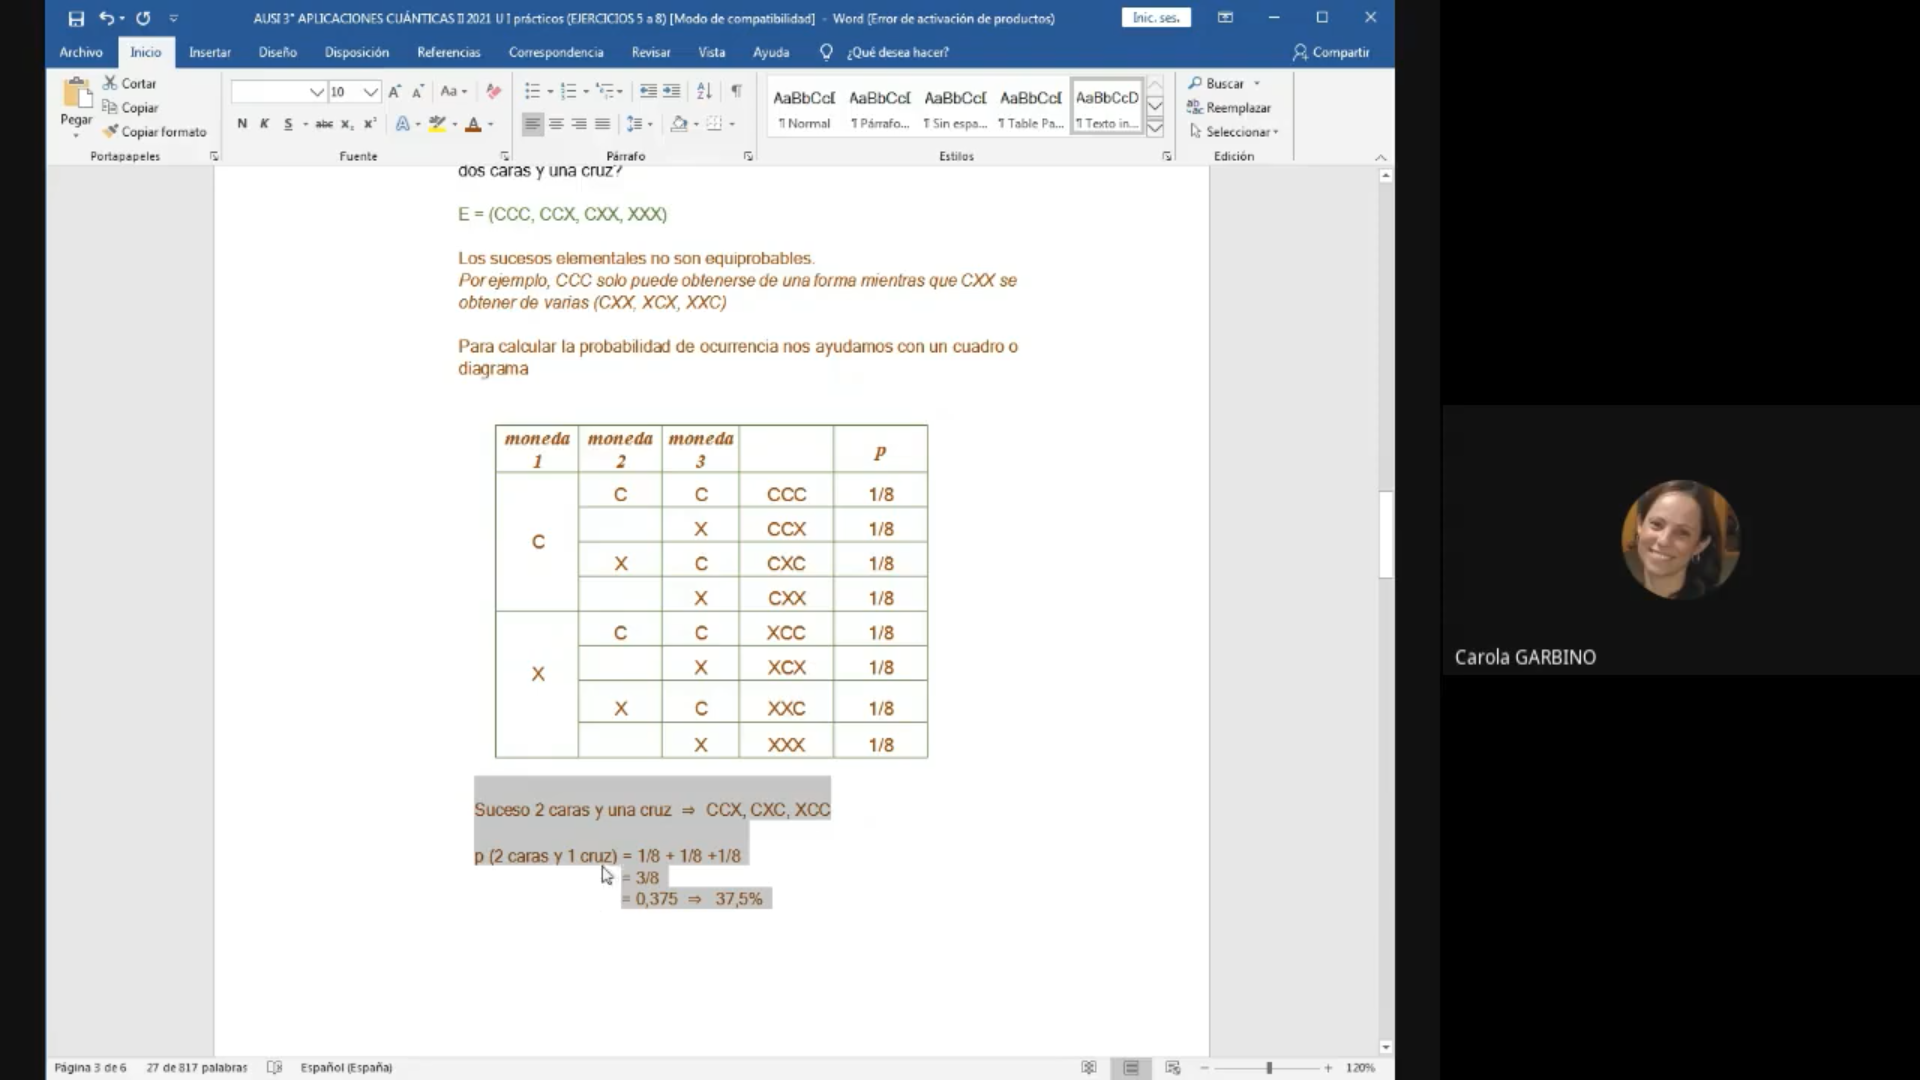 AUSI 3° APLICACIONES CUÁNTICAS II 2021 U I prácticos (EJERCICIOS 5 a 8) [Modo de compatibilidad] - Word (Error de activación de productos)
Inic. ses.
Archivo Inicio Insertar Diseño Disposición Referencias Correspondencia Revisar Vista Ayuda ¿Qué desea hacer? Compartir
Pegar
Cortar
Copiar
Copiar formato
Portapapeles
10
N K S abc x, x²
Fuente
Párrafo
AaBbCcI AaBbCcI AaBbCcI AaBbCcI AaBbCcD
¶ Normal ¶ Párrafo... ¶ Sin espa... ¶ Table Pa... ¶ Texto in...
Estilos
Buscar
Reemplazar
Seleccionar
Edición
dos caras y una cruz?
E = (CCC, CCX, CXX, XXX)
Los sucesos elementales no son equiprobables.
Por ejemplo, CCC solo puede obtenerse de una forma mientras que CXX se
obtener de varias (CXX, XCX, XXC)
Para calcular la probabilidad de ocurrencia nos ayudamos con un cuadro o
diagrama
moneda 1 moneda 2 moneda 3 p
C C C CCC 1/8
X CCX 1/8
X C CXC 1/8
X CXX 1/8
X C C XCC 1/8
X XCX 1/8
X C XXC 1/8
X XXX 1/8
Suceso 2 caras y una cruz ⇒ CCX, CXC, XCC
p (2 caras y 1 cruz) = 1/8 + 1/8 +1/8
= 3/8
= 0,375 ⇒ 37,5%
Carola GARBINO
Página 3 de 6 27 de 817 palabras Español (España) 120%